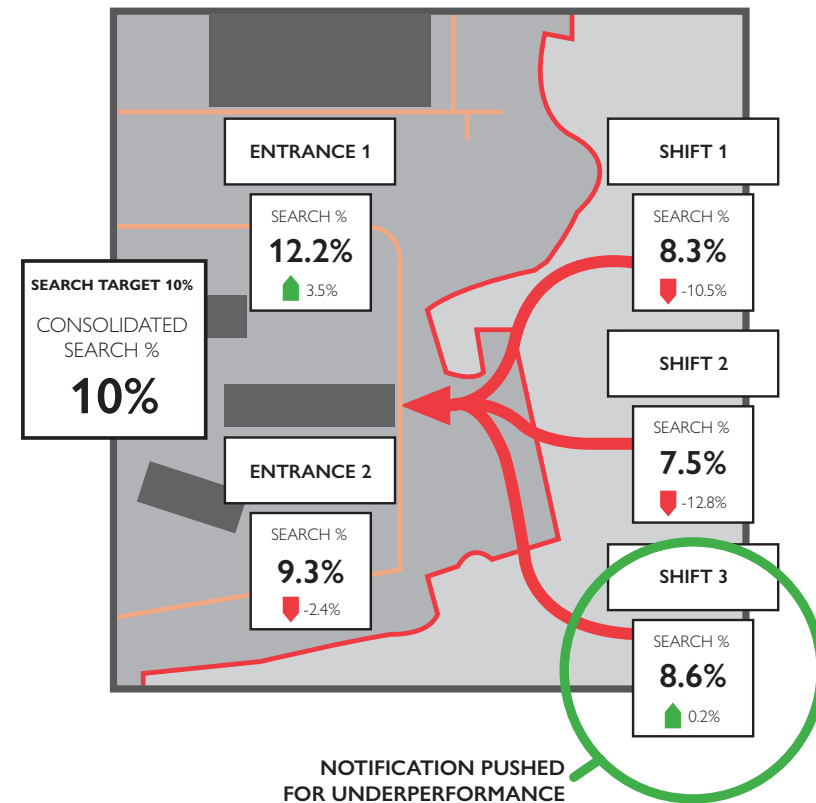 ENTRANCE 1
SEARCH %
12.2%
3.5%
SEARCH TARGET 10%
CONSOLIDATED
SEARCH %
10%
ENTRANCE 2
SEARCH %
9.3%
-2.4%
SHIFT 1
SEARCH %
8.3%
-10.5%
SHIFT 2
SEARCH %
7.5%
-12.8%
SHIFT 3
SEARCH %
8.6%
0.2%
NOTIFICATION PUSHED
FOR UNDERPERFORMANCE